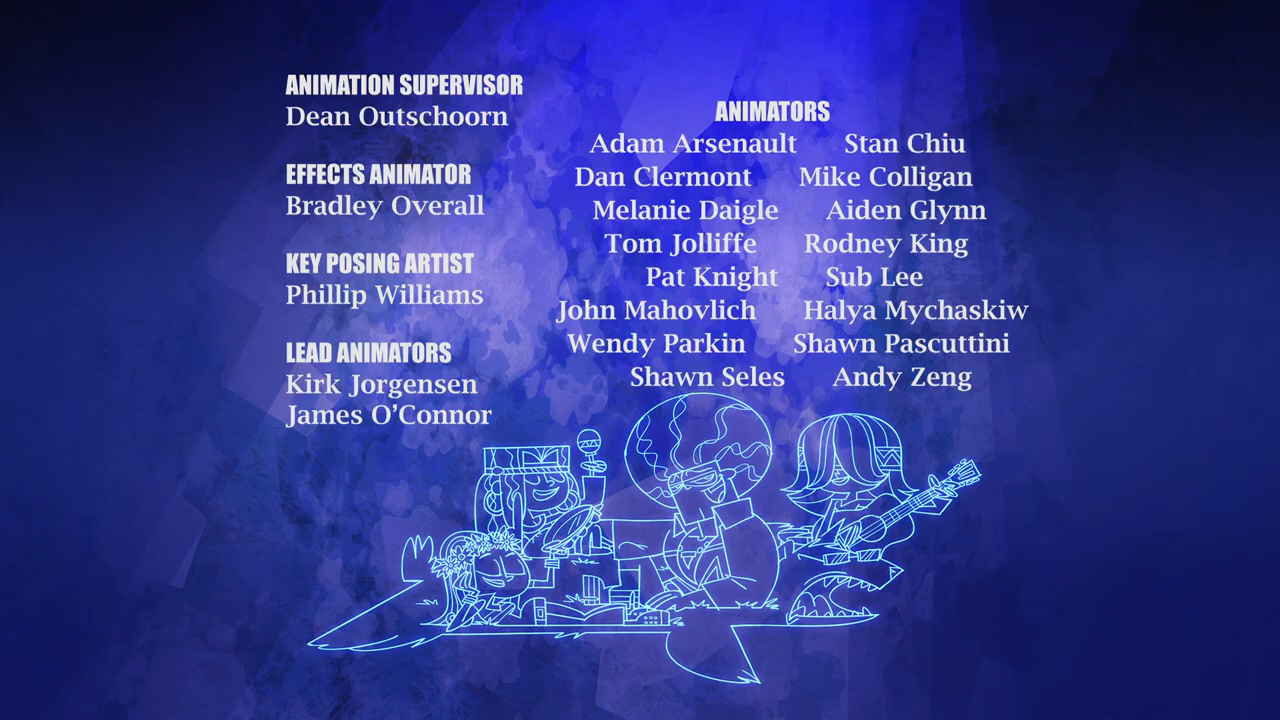 ANIMATION SUPERVISOR
Dean Outschoorn
EFFECTS ANIMATOR
Bradley Overall
KEY POSING ARTIST
Phillip Williams
LEAD ANIMATORS
Kirk Jorgensen
James O’Connor
ANIMATORS
Adam Arsenault Stan Chiu
Dan Clermont Mike Colligan
Melanie Daigle Aiden Glynn
Tom Jolliffe Rodney King
Pat Knight Sub Lee
John Mahovlich Halya Mychaskiw
Wendy Parkin Shawn Pascuttini
Shawn Seles Andy Zeng